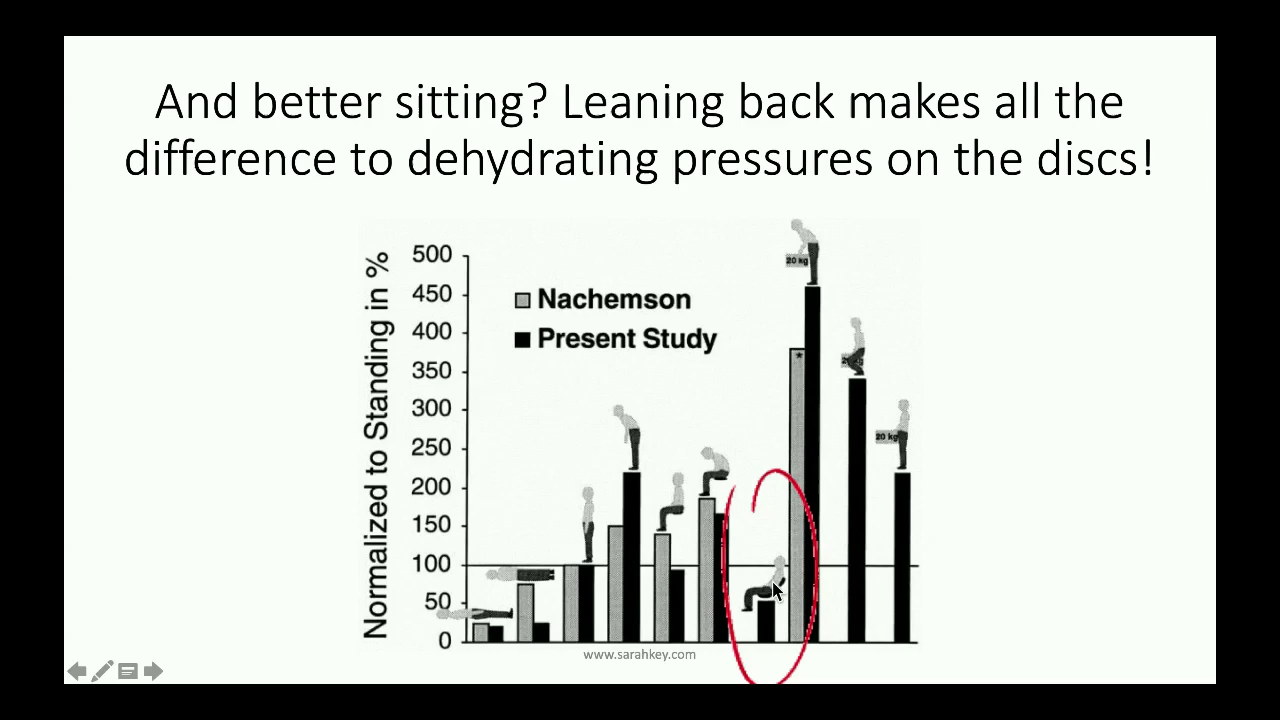 And better sitting? Leaning back makes all the
difference to dehydrating pressures on the discs!
Normalized to Standing in %
500
450
400
350
300
250
200
150
100
50
0
Nachemson
Present Study
20 kg
*
20 kg
www.sarahkey.com